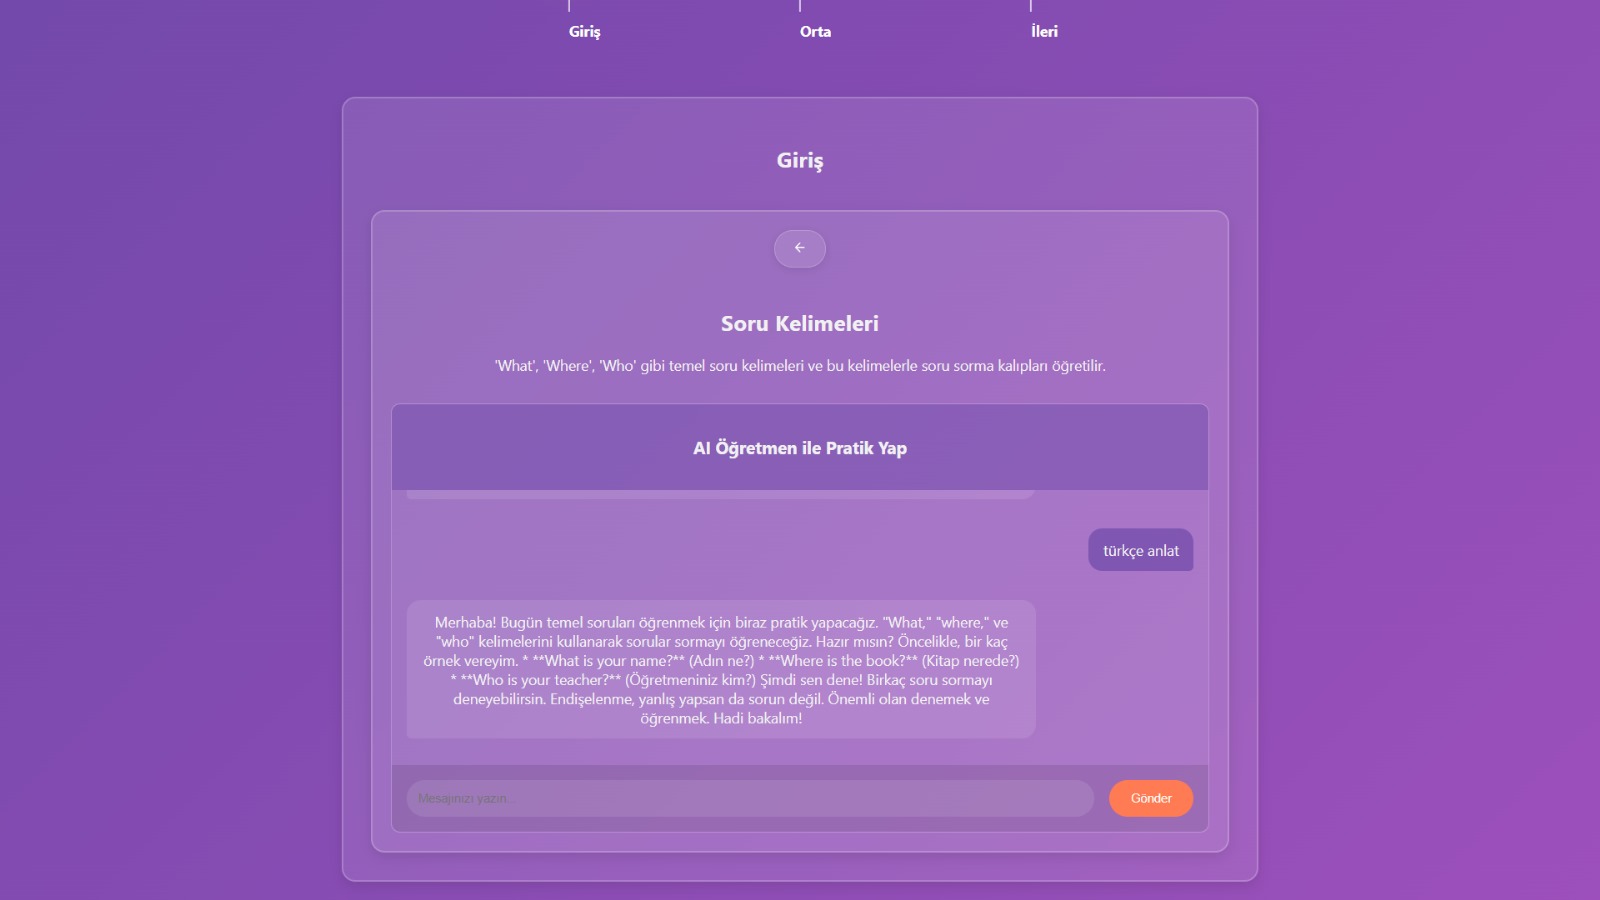 Giriş
Orta
İleri
Giriş
←
Soru Kelimeleri
'What', 'Where', 'Who' gibi temel soru kelimeleri ve bu kelimelerle soru sorma kalıpları öğretilir.
AI Öğretmen ile Pratik Yap
türkçe anlat
Merhaba! Bugün temel soruları öğrenmek için biraz pratik yapacağız. "What," "where," ve
"who" kelimelerini kullanarak sorular sormayı öğreneceğiz. Hazır mısın? Öncelikle, bir kaç
örnek vereyim. * **What is your name?** (Adın ne?) * **Where is the book?** (Kitap nerede?)
* **Who is your teacher?** (Öğretmeniniz kim?) Şimdi sen dene! Birkaç soru sormayı
deneyebilirsin. Endişelenme, yanlış yapsan da sorun değil. Önemli olan denemek ve
öğrenmek. Hadi bakalım!
Mesajınızı yazın...
Gönder